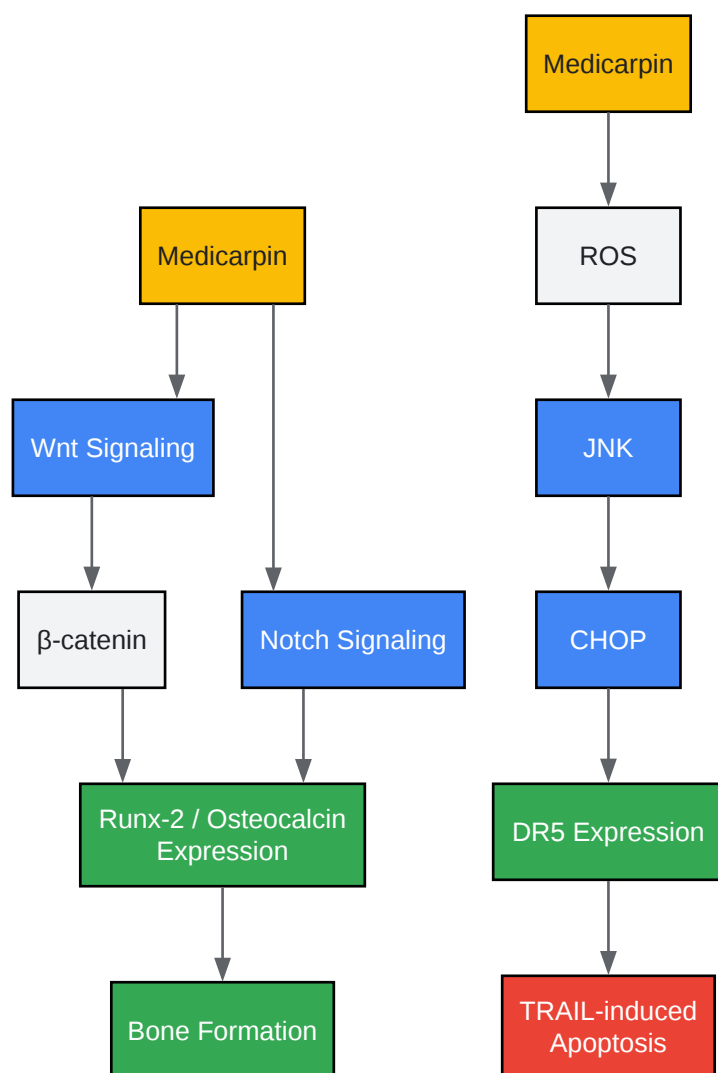 Medicarpin
Medicarpin
ROS
Wnt Signaling
JNK
β-catenin
Notch Signaling
CHOP
Runx-2 / Osteocalcin
Expression
DR5 Expression
Bone Formation
TRAIL-induced
Apoptosis